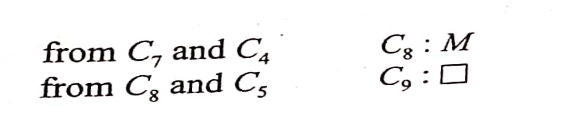 from C₇ and C₄ C₈ : M
from C₈ and C₅ C₉ : □